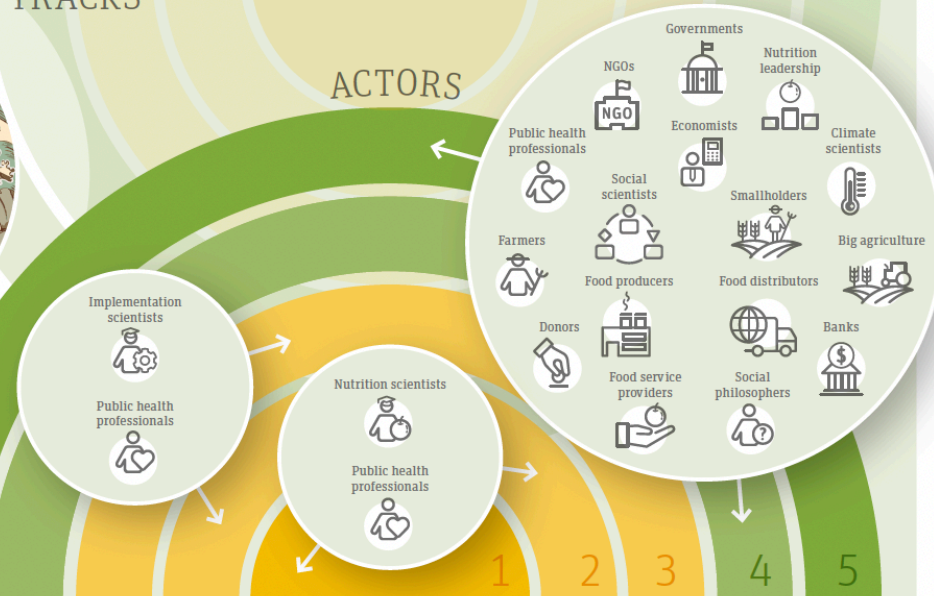 TRACKS
ACTORS
Governments
NGOs
NGO
Nutrition
leadership
Public health
professionals
Economists
Climate
scientists
Social
scientists
Smallholders
Farmers
Big agriculture
Food producers
Food distributors
Donors
Banks
$
Food service
providers
Social
philosophers
?
Implementation
scientists
Public health
professionals
Nutrition scientists
Public health
professionals
1 2 3 4 5